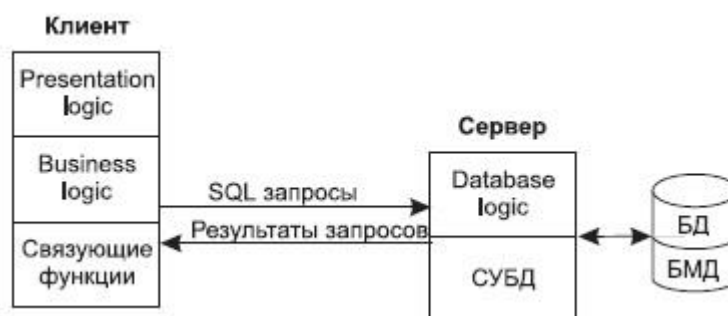 Клиент
Presentation
logic
Business
logic
Связующие
функции
SQL запросы
Результаты запросов
Сервер
Database
logic
СУБД
БД
БМД